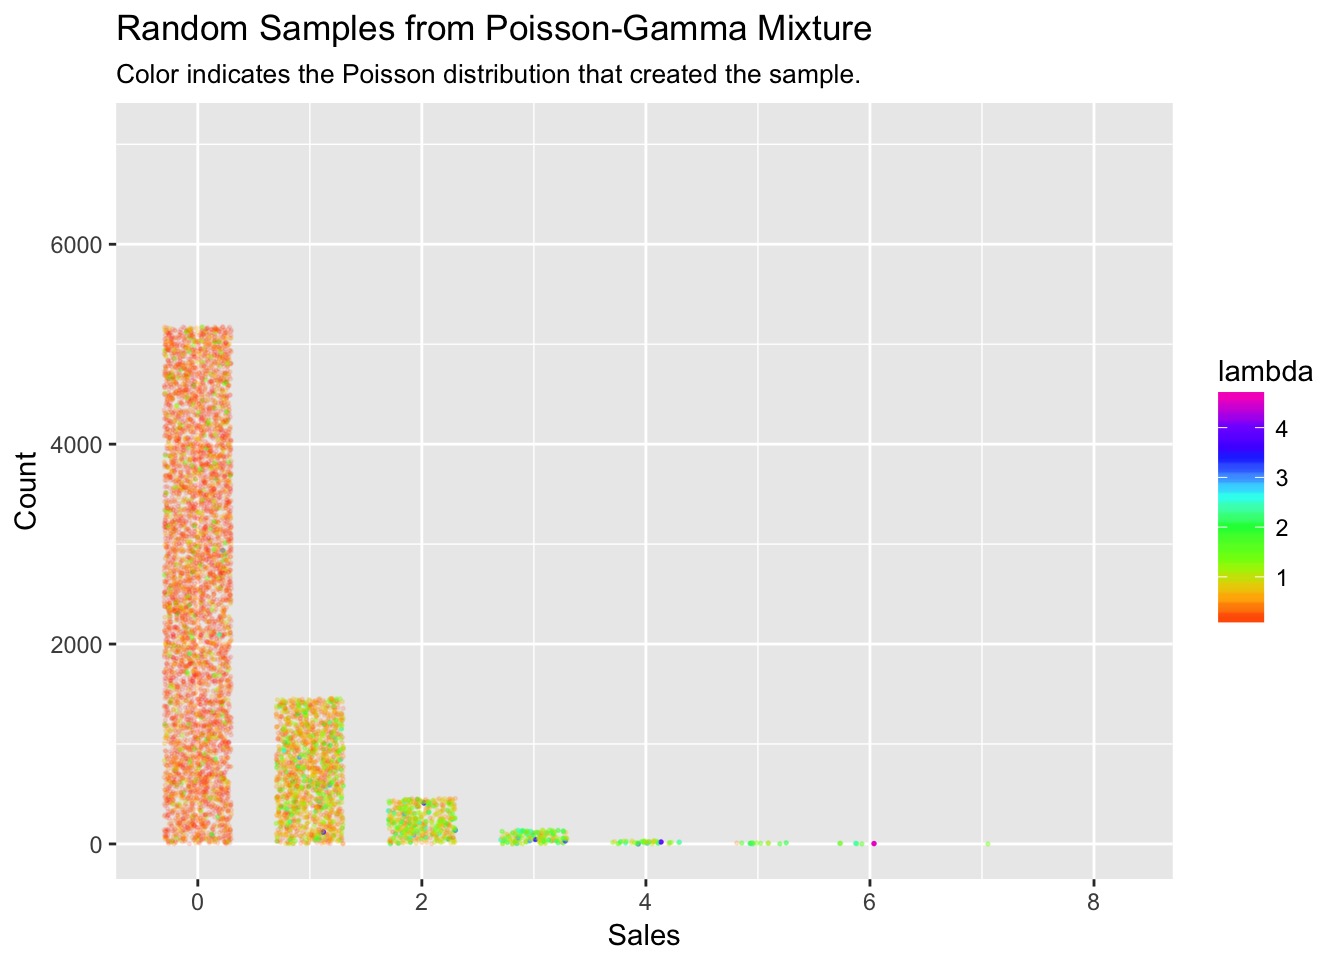 Random Samples from Poisson-Gamma Mixture
Color indicates the Poisson distribution that created the sample.
Count
6000
4000
2000
0
0 2 4 6 8
Sales
lambda
4
3
2
1